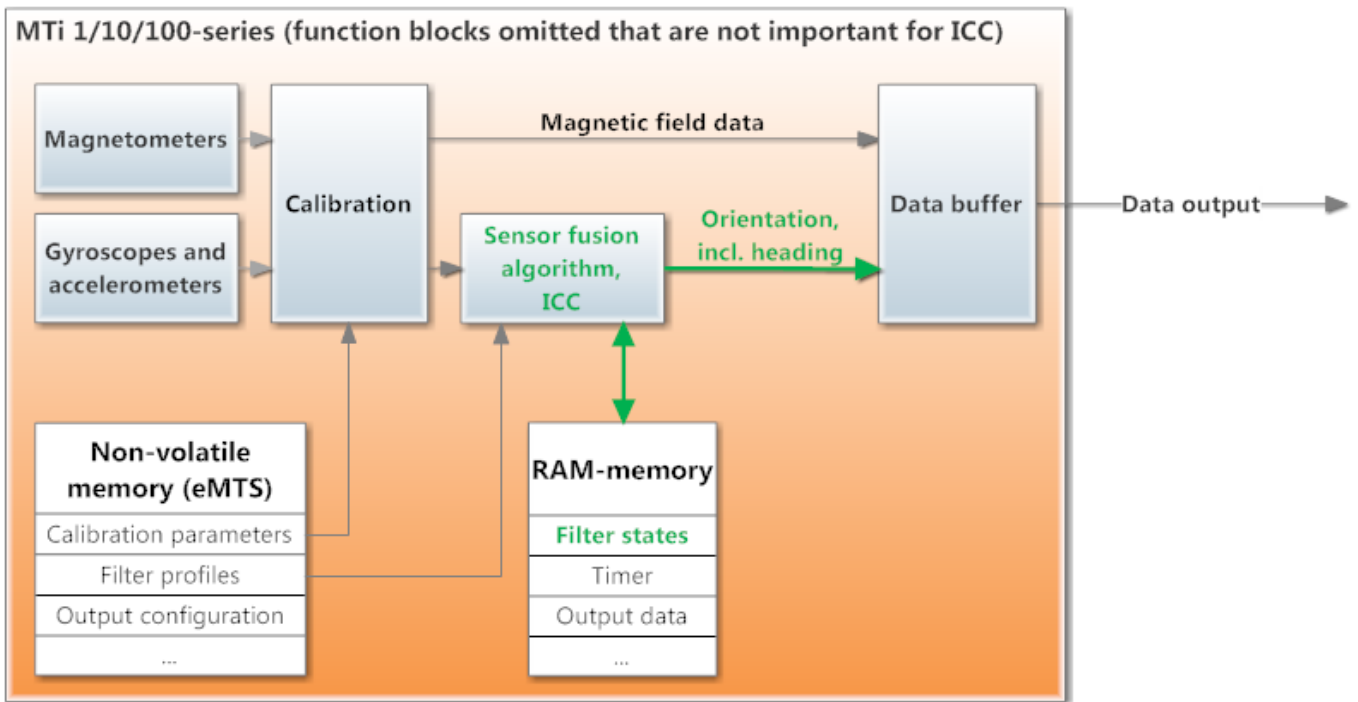 MTi 1/10/100-series (function blocks omitted that are not important for ICC)
Magnetometers
Gyroscopes and
accelerometers
Calibration
Magnetic field data
Sensor fusion
algorithm,
ICC
Orientation,
incl. heading
Data buffer
Data output
Non-volatile
memory (eMTS)
Calibration parameters
Filter profiles
Output configuration
...
RAM-memory
Filter states
Timer
Output data
...